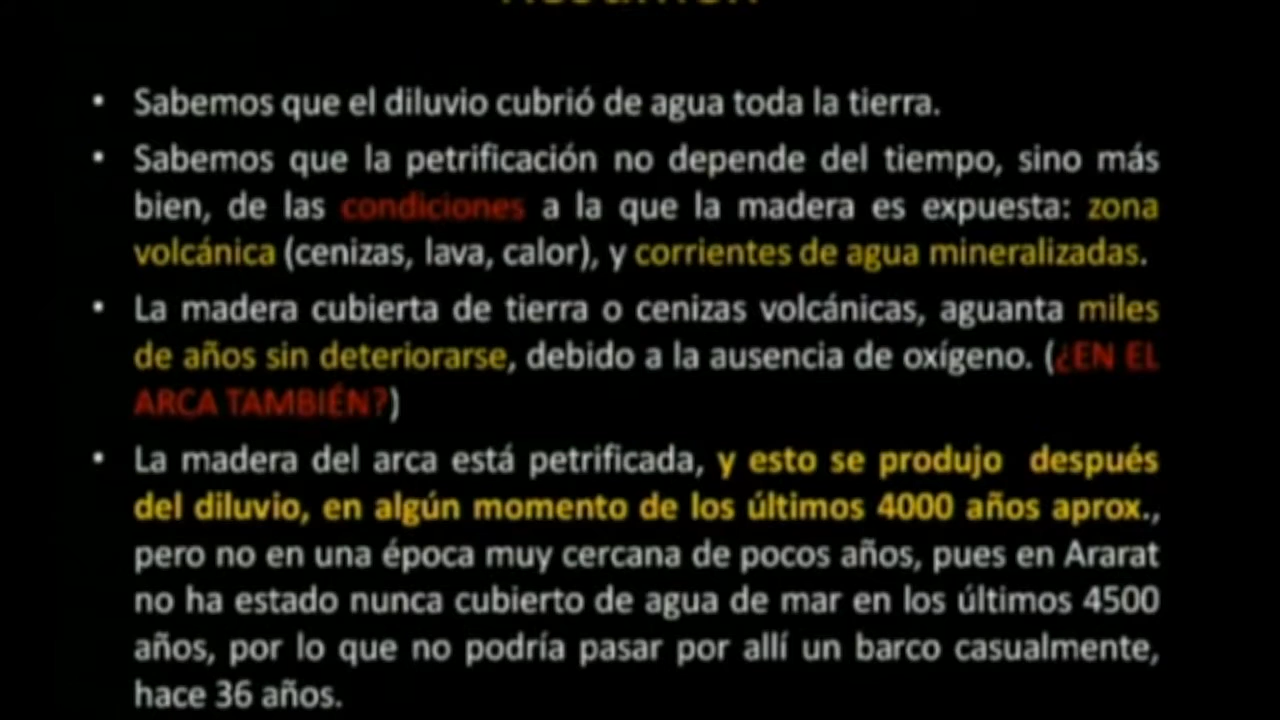 • Sabemos que el diluvio cubrió de agua toda la tierra.
• Sabemos que la petrificación no depende del tiempo, sino más
bien, de las condiciones a la que la madera es expuesta: zona
volcánica (cenizas, lava, calor), y corrientes de agua mineralizadas.
• La madera cubierta de tierra o cenizas volcánicas, aguanta miles
de años sin deteriorarse, debido a la ausencia de oxígeno. (¿EN EL
ARCA TAMBIÉN?)
• La madera del arca está petrificada, y esto se produjo después
del diluvio, en algún momento de los últimos 4000 años aprox.,
pero no en una época muy cercana de pocos años, pues en Ararat
no ha estado nunca cubierto de agua de mar en los últimos 4500
años, por lo que no podría pasar por allí un barco casualmente,
hace 36 años.